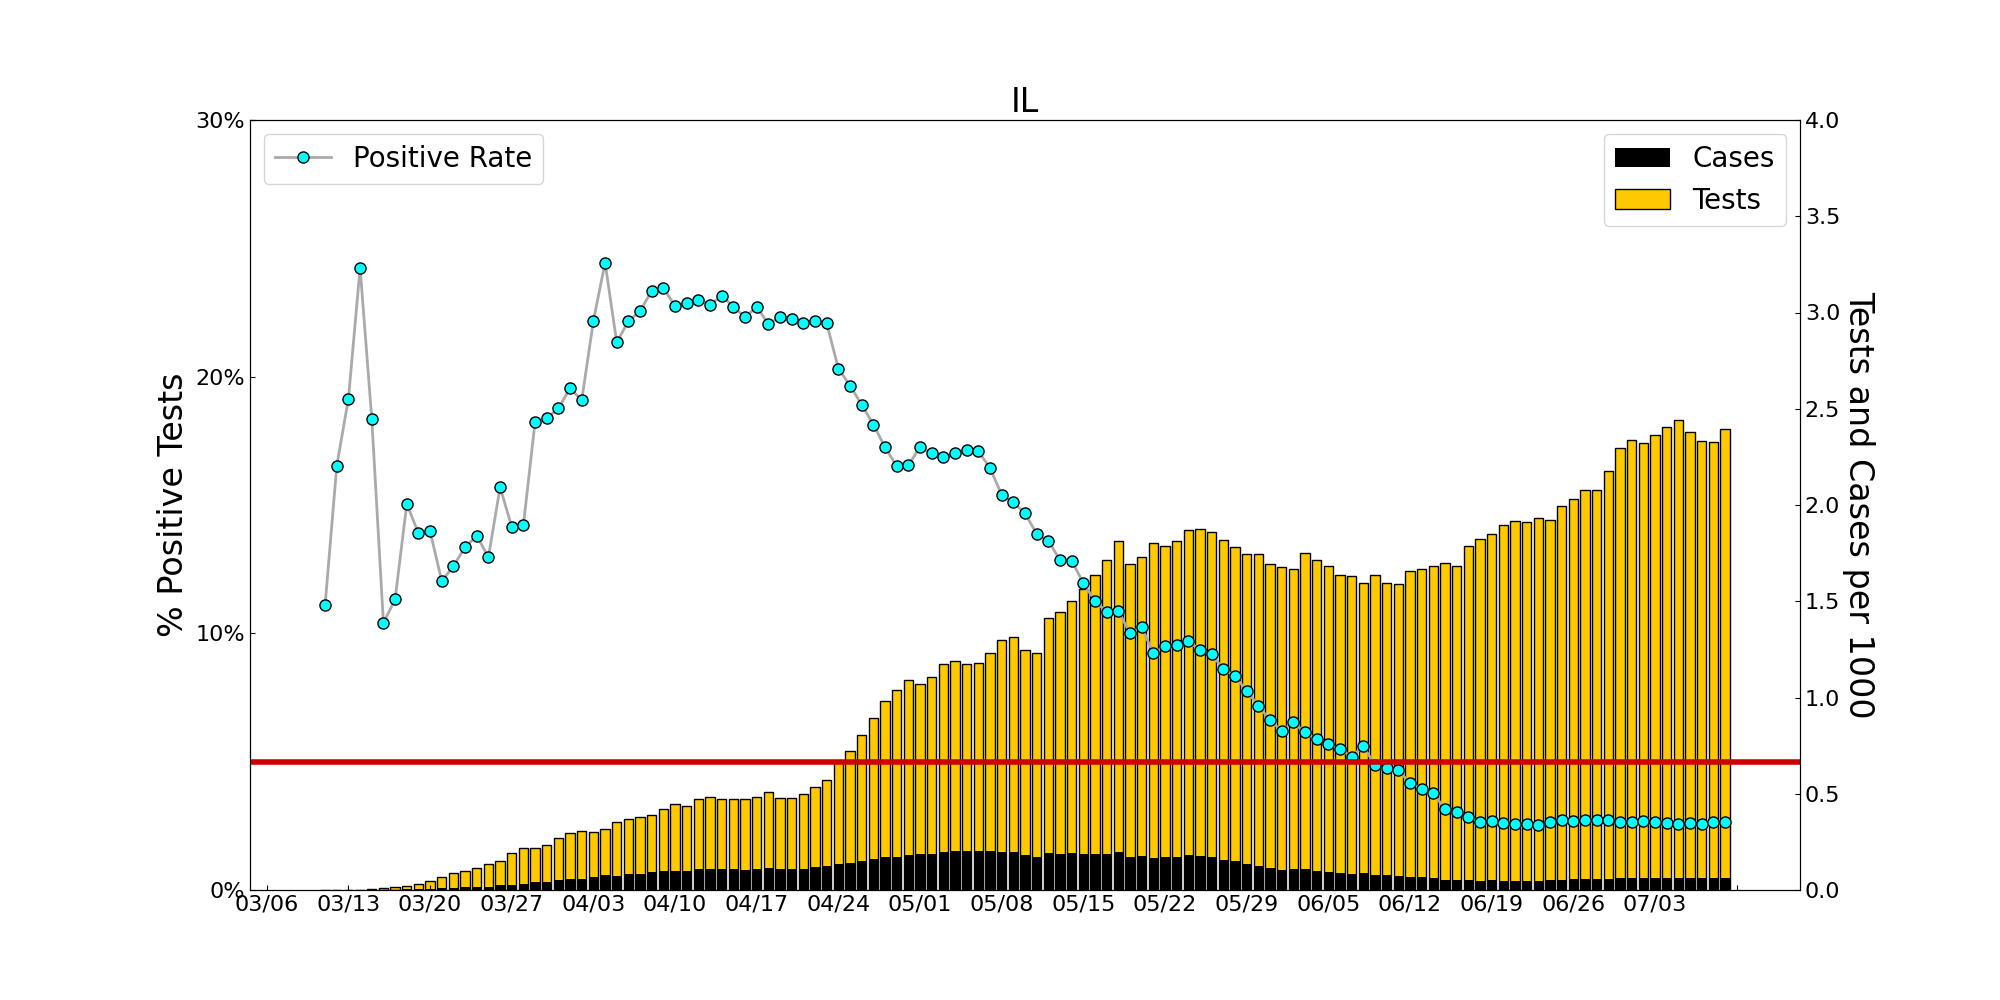 IL
30%
20%
10%
0%
% Positive Tests
Positive Rate
Cases
Tests
4.0
3.5
3.0
2.5
2.0
1.5
1.0
0.5
0.0
Tests and Cases per 1000
03/06 03/13 03/20 03/27 04/03 04/10 04/17 04/24 05/01 05/08 05/15 05/22 05/29 06/05 06/12 06/19 06/26 07/03